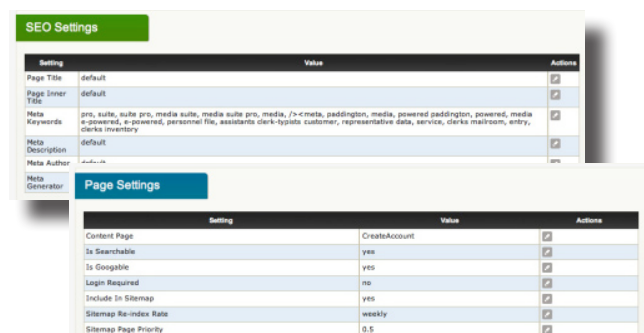 SEO Settings
Setting Value Actions
Page Title default
Page Inner Title default
Meta Keywords pro, suite, suite pro, media suite, media suite pro, media, /><meta, paddington, media, powered paddington, powered, media
e-powered, e-powered, personnel file, assistants clerk-typists customer, representative data, service, clerks mailroom, entry,
clerks inventory
Meta Description default
Meta Author default
Meta Generator
Page Settings
Setting Value Actions
Content Page CreateAccount
Is Searchable yes
Is Googable yes
Login Required no
Include In Sitemap yes
Sitemap Re-index Rate weekly
Sitemap Page Priority 0.5